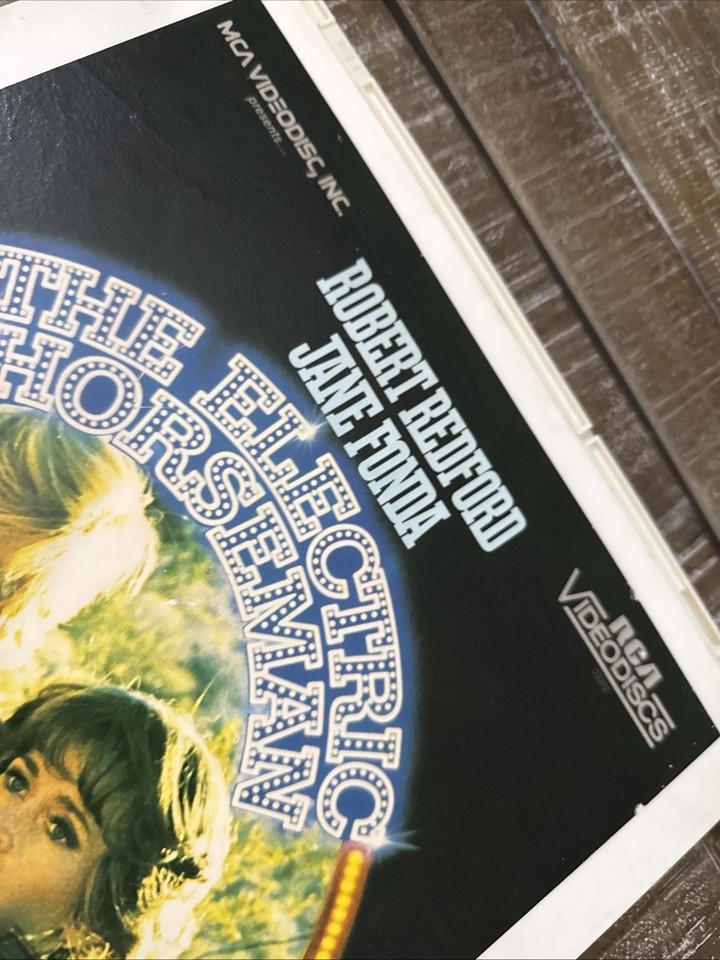 MCA VIDEODISC, INC.
presents...
ROBERT REDFORD
JANE FONDA
THE ELECTRIC
HORSEMAN
RCA
VIDEODISCS